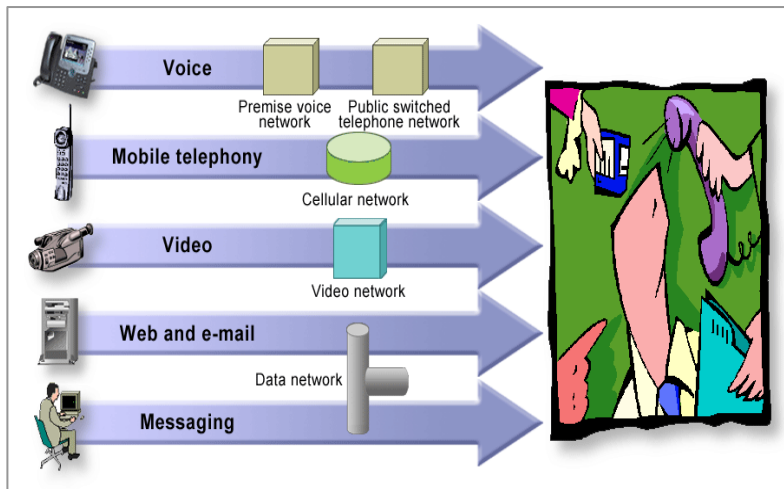 Voice
Premise voice
network
Public switched
telephone network
Mobile telephony
Cellular network
Video
Video network
Web and e-mail
Data network
Messaging